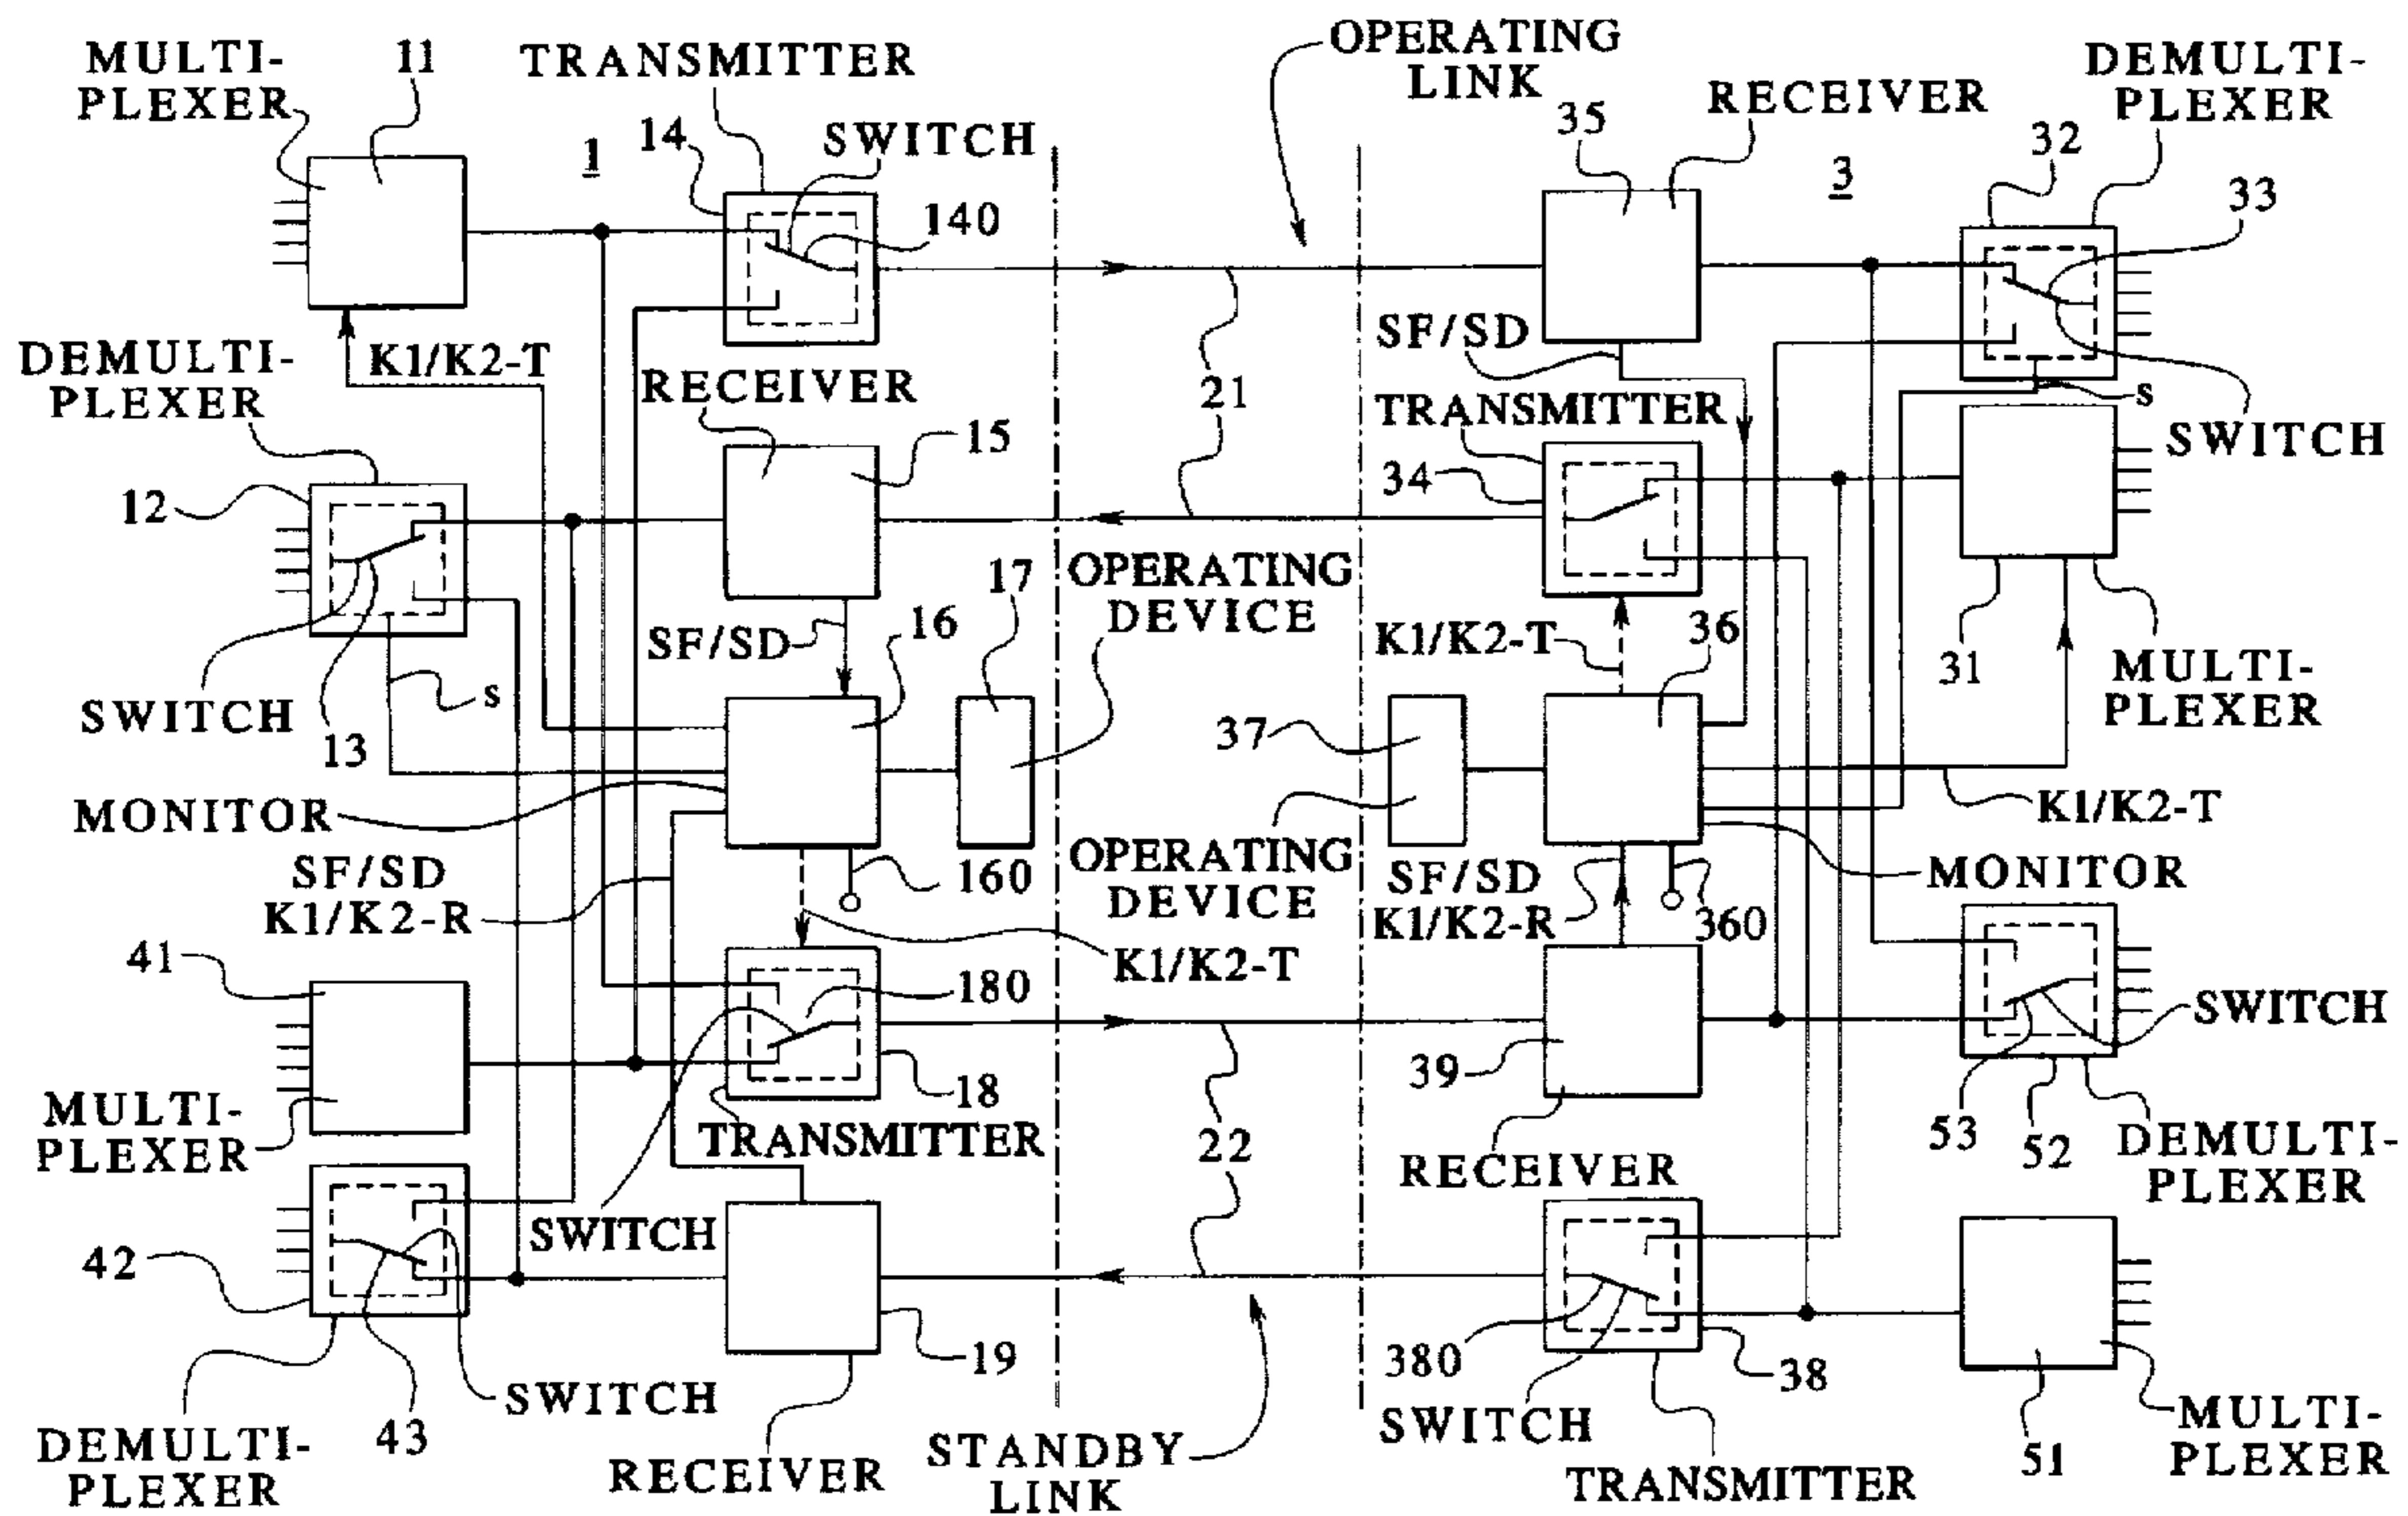 MULTI-
PLEXER
11
TRANSMITTER
OPERATING
LINK
RECEIVER
DEMULTI-
PLEXER
1
14
SWITCH
140
35
3
32
33
DEMULTI-
PLEXER
K1/K2-T
RECEIVER
15
21
SF/SD
TRANSMITTER
34
s
SWITCH
12
SWITCH
13
s
SF/SD
16
17
OPERATING
DEVICE
K1/K2-T
36
31
MULTI-
PLEXER
37
MONITOR
SF/SD
K1/K2-R
160
OPERATING
DEVICE
SF/SD
K1/K2-R
360
K1/K2-T
MONITOR
41
K1/K2-T
180
18
39
SWITCH
MULTI-
PLEXER
TRANSMITTER
22
RECEIVER
53
52
DEMULTI-
PLEXER
42
SWITCH
19
380
38
43
SWITCH
SWITCH
51
MULTI-
PLEXER
DEMULTI-
PLEXER
RECEIVER
STANDBY
LINK
TRANSMITTER